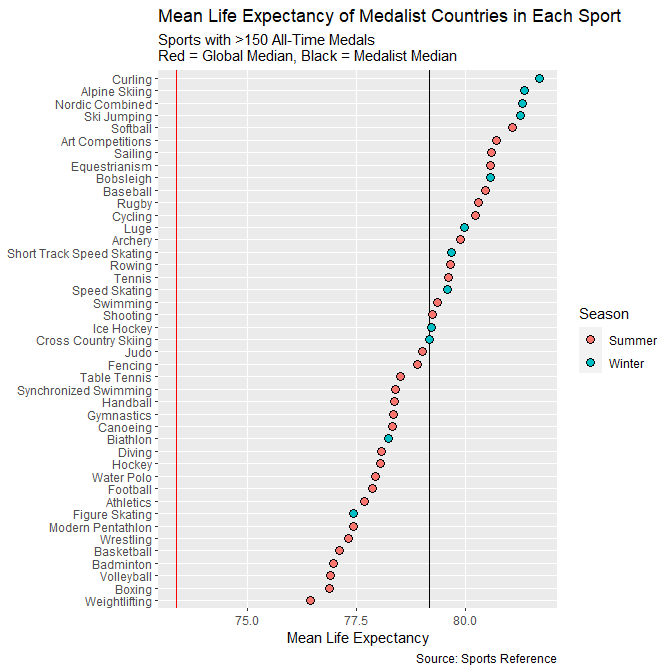 Mean Life Expectancy of Medalist Countries in Each Sport
Sports with >150 All-Time Medals
Red = Global Median, Black = Medalist Median
Curling
Alpine Skiing
Nordic Combined
Ski Jumping
Softball
Art Competitions
Sailing
Equestrianism
Bobsleigh
Baseball
Rugby
Cycling
Luge
Archery
Short Track Speed Skating
Rowing
Tennis
Speed Skating
Swimming
Shooting
Ice Hockey
Cross Country Skiing
Judo
Fencing
Table Tennis
Synchronized Swimming
Handball
Gymnastics
Canoeing
Biathlon
Diving
Hockey
Water Polo
Football
Athletics
Figure Skating
Modern Pentathlon
Wrestling
Basketball
Badminton
Volleyball
Boxing
Weightlifting
75.0 77.5 80.0
Mean Life Expectancy
Season
Summer
Winter
Source: Sports Reference